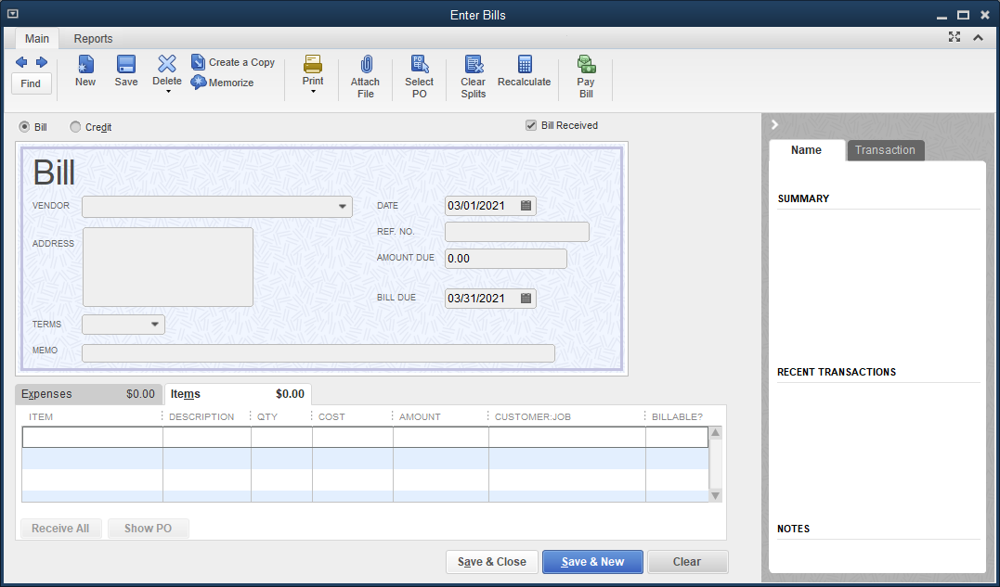 Enter Bills
Main Reports
Find
New
Save
Delete
Create a Copy
Memorize
Print
Attach File
Select PO
Clear Splits
Recalculate
Pay Bill
Bill Credit Bill Received
Bill
VENDOR
DATE 03/01/2021
REF. NO.
ADDRESS
AMOUNT DUE 0.00
BILL DUE 03/31/2021
TERMS
MEMO
Expenses $0.00 Items $0.00
ITEM DESCRIPTION QTY COST AMOUNT CUSTOMER:JOB BILLABLE?
Receive All Show PO
Save & Close Save & New Clear
Name Transaction
SUMMARY
RECENT TRANSACTIONS
NOTES